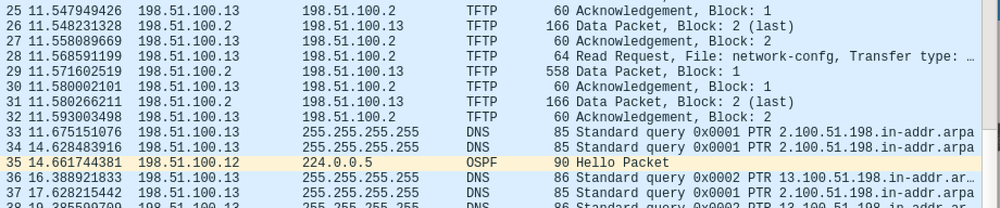 25 11.547949426 198.51.100.13 198.51.100.2 TFTP 60 Acknowledgement, Block: 1
26 11.548231328 198.51.100.2 198.51.100.13 TFTP 166 Data Packet, Block: 2 (last)
27 11.558089669 198.51.100.13 198.51.100.2 TFTP 60 Acknowledgement, Block: 2
28 11.568591199 198.51.100.13 198.51.100.2 TFTP 64 Read Request, File: network-confg, Transfer type: …
29 11.571602519 198.51.100.2 198.51.100.13 TFTP 558 Data Packet, Block: 1
30 11.580002101 198.51.100.13 198.51.100.2 TFTP 60 Acknowledgement, Block: 1
31 11.580266211 198.51.100.2 198.51.100.13 TFTP 166 Data Packet, Block: 2 (last)
32 11.593003498 198.51.100.13 198.51.100.2 TFTP 60 Acknowledgement, Block: 2
33 11.675151076 198.51.100.13 255.255.255.255 DNS 85 Standard query 0x0001 PTR 2.100.51.198.in-addr.arpa
34 14.628483916 198.51.100.13 255.255.255.255 DNS 85 Standard query 0x0001 PTR 2.100.51.198.in-addr.arpa
35 14.661744381 198.51.100.12 224.0.0.5 OSPF 90 Hello Packet
36 16.388921833 198.51.100.13 255.255.255.255 DNS 86 Standard query 0x0002 PTR 13.100.51.198.in-addr.ar…
37 17.628215442 198.51.100.13 255.255.255.255 DNS 85 Standard query 0x0001 PTR 2.100.51.198.in-addr.arpa
38 19.385599709 198.51.100.13 255.255.255.255 DNS 86 Standard query 0x0002 PTR 13.100.51.198.in-addr.ar…